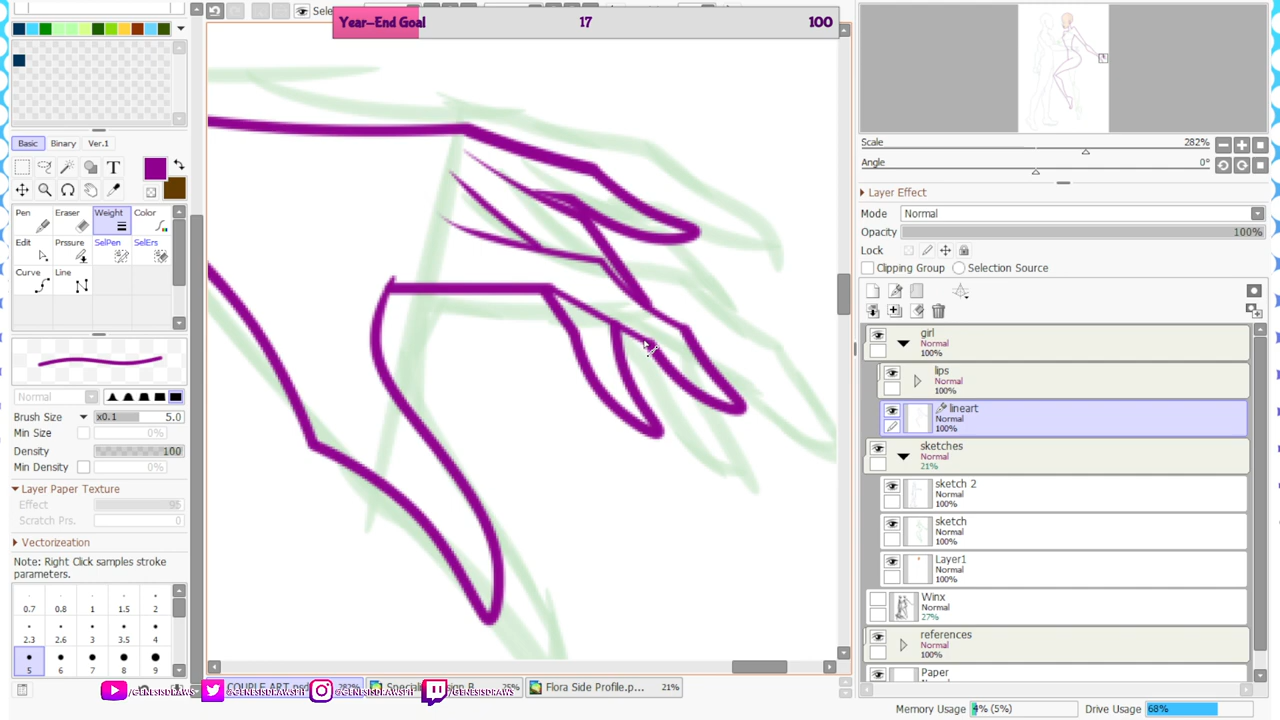 Sele
Year-End Goal 17 100
Basic Binary Ver.1
T
Pen Eraser Weight Color
Edit Prssure SelPen SelErs
Curve Line
Normal
Brush Size x0.1 5.0
Min Size 0%
Density 100
Min Density 0%
Layer Paper Texture
Effect 95
Scratch Prs. 0
Vectorization
Note: Right Click samples stroke
parameters.
0.7 0.8 1 1.5 2
2.3 2.6 3 3.5 4
5 6 7 8 9
Flora Side Profile.p... 21%
Scale 282%
Angle 0°
Layer Effect
Mode Normal
Opacity 100%
Lock
Clipping Group Selection Source
girl
Normal
100%
lips
Normal
100%
lineart
Normal
100%
sketches
Normal
21%
sketch 2
Normal
100%
sketch
Normal
100%
Layer1
Normal
100%
Winx
Normal
27%
references
Normal
100%
Paper
Normal
Memory Usage 4% (5%) Drive Usage 68%